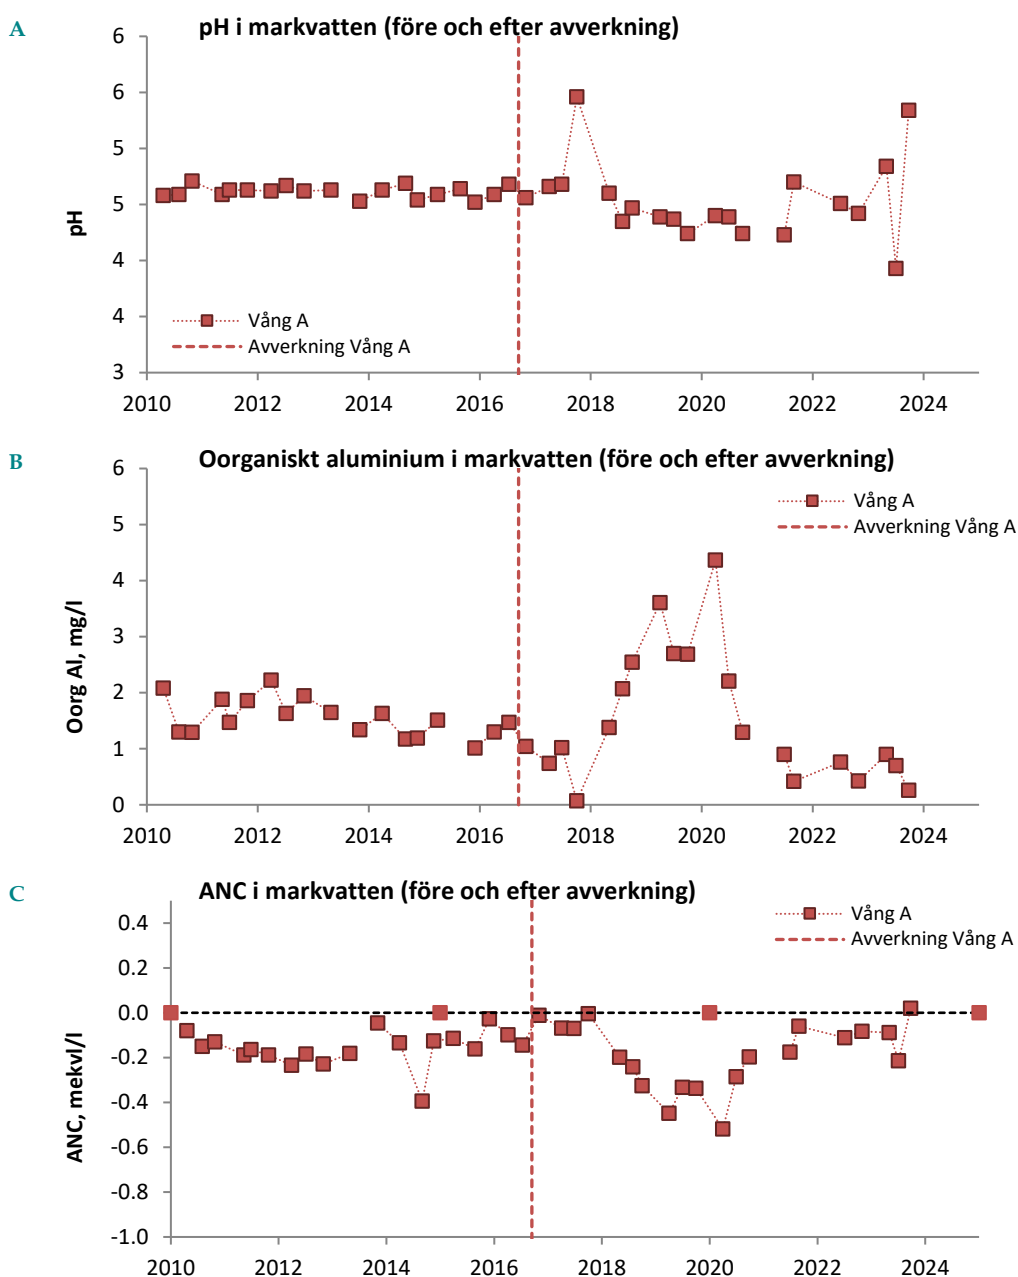 A
pH i markvatten (före och efter avverkning)
6
6
5
5
4
4
3
pH
Vång A
Avverkning Vång A
2010 2012 2014 2016 2018 2020 2022 2024
B
Oorganiskt aluminium i markvatten (före och efter avverkning)
6
5
4
3
2
1
0
Oorg Al, mg/l
Vång A
Avverkning Vång A
2010 2012 2014 2016 2018 2020 2022 2024
C
ANC i markvatten (före och efter avverkning)
0.4
0.2
0.0
-0.2
-0.4
-0.6
-0.8
-1.0
ANC, mekvl/l
Vång A
Avverkning Vång A
2010 2012 2014 2016 2018 2020 2022 2024